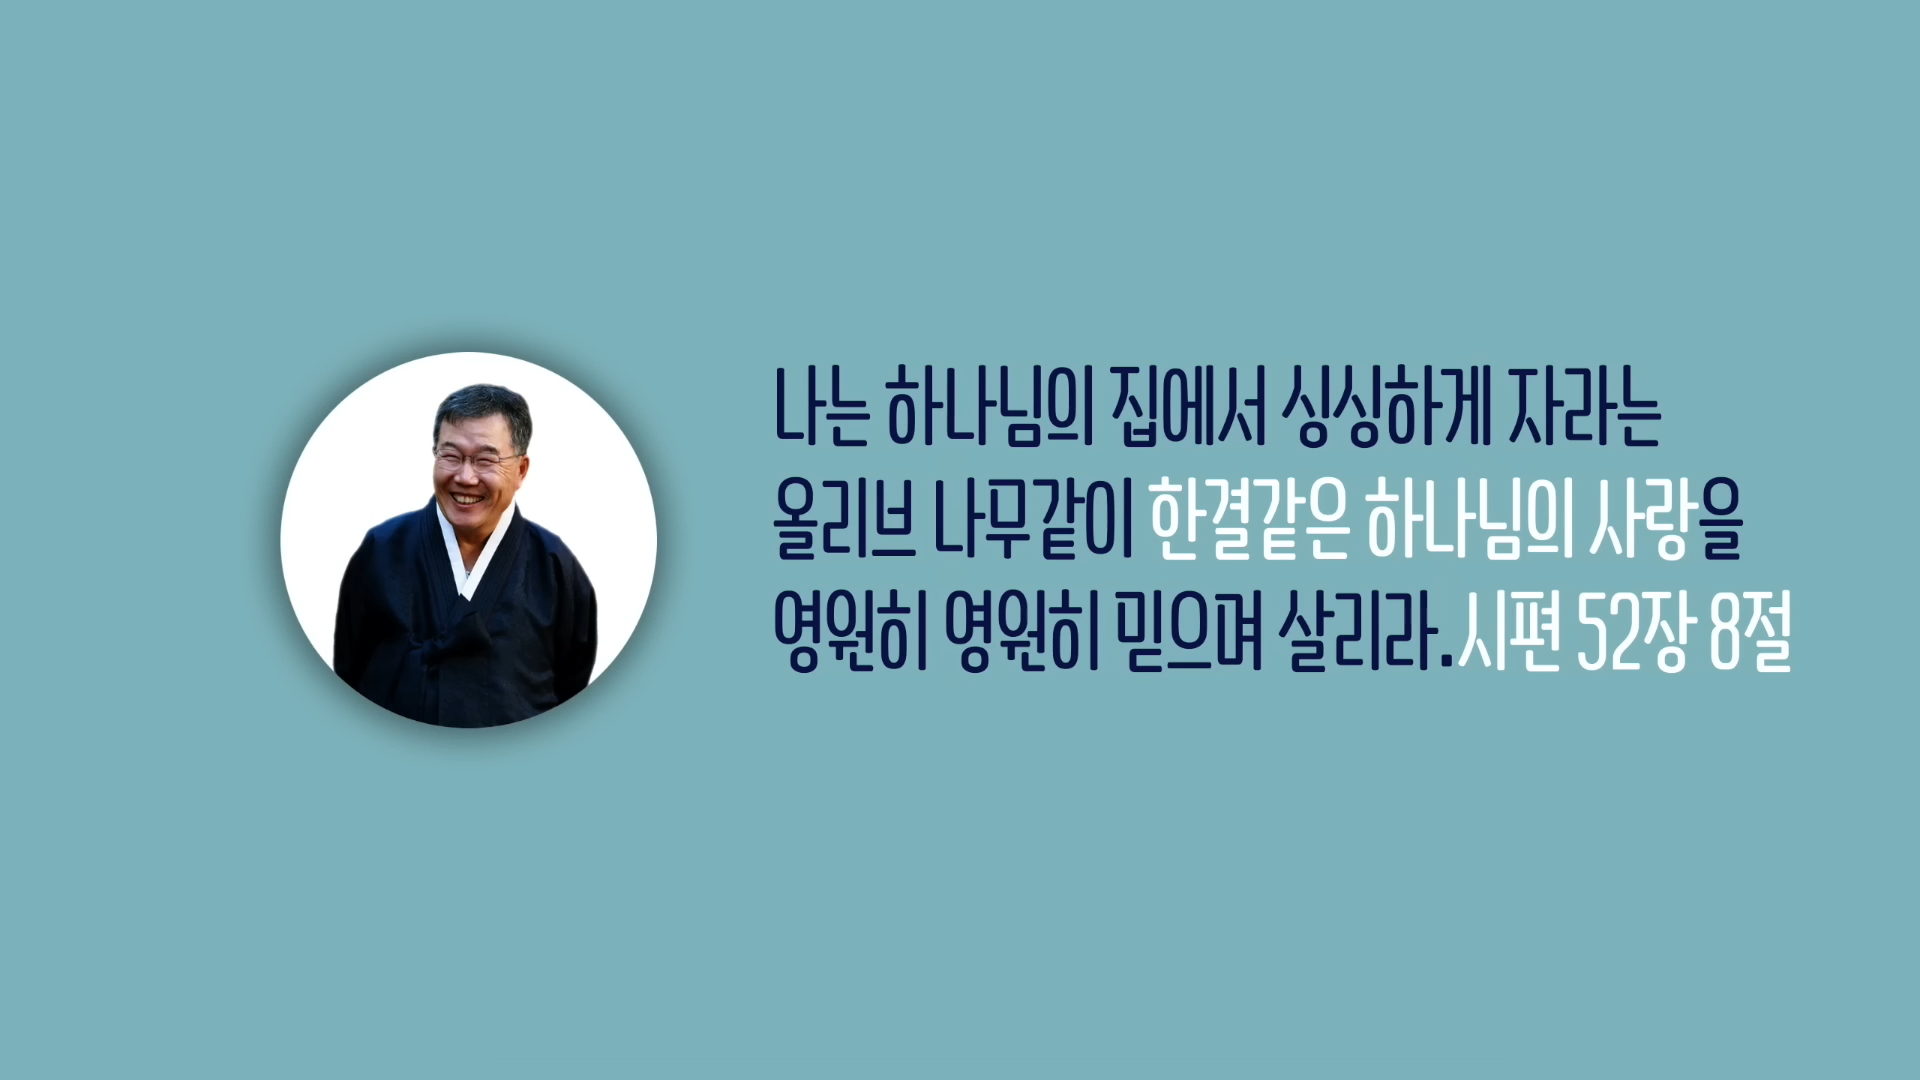 나는 하나님의 집에서 싱싱하게 자라는
올리브 나무같이 한결같은 하나님의 사랑을
영원히 영원히 믿으며 살리라.시편 52장 8절